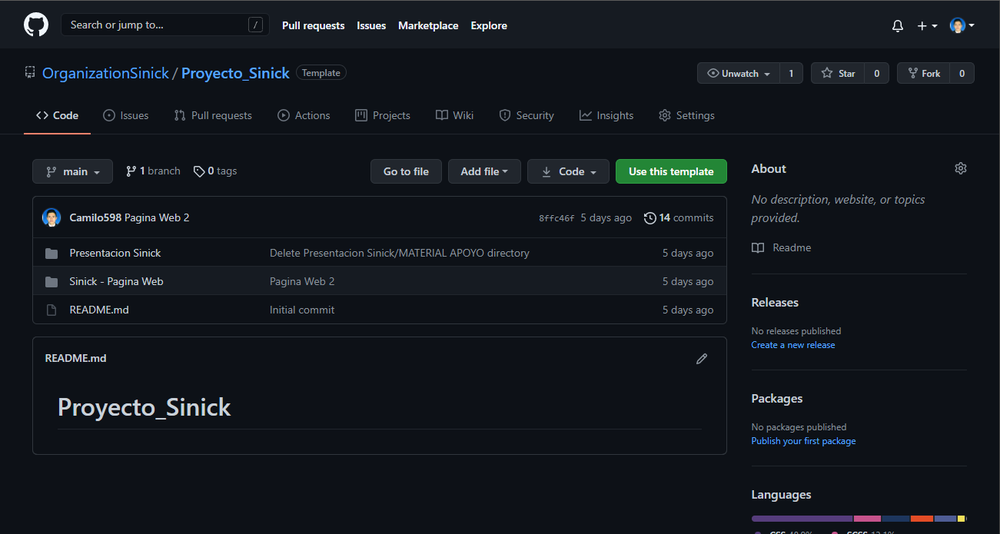 Search or jump to... /
Pull requests Issues Marketplace Explore
OrganizationSinick / Proyecto_Sinick Template
Unwatch 1 Star 0 Fork 0
Code Issues Pull requests Actions Projects Wiki Security Insights Settings
main 1 branch 0 tags Go to file Add file Code Use this template
Camilo598 Pagina Web 2 8ffc46f 5 days ago 14 commits
Presentacion Sinick Delete Presentacion Sinick/MATERIAL APOYO directory 5 days ago
Sinick - Pagina Web Pagina Web 2 5 days ago
README.md Initial commit 5 days ago
README.md
Proyecto_Sinick
About
No description, website, or topics
provided.
Readme
Releases
No releases published
Create a new release
Packages
No packages published
Publish your first package
Languages
CSS SCSS